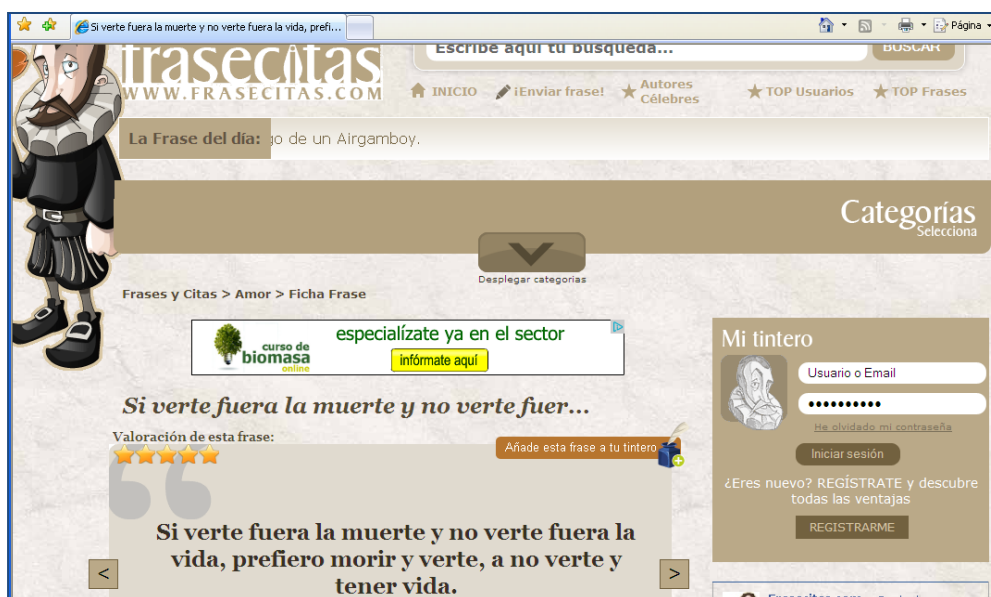 Si verte fuera la muerte y no verte fuera la vida, prefi...
Página
frasecitas
WWW.FRASECITAS.COM
Escribe aquí tu búsqueda...
BUSCAR
INICIO
¡Enviar frase!
Autores
Célebres
TOP Usuarios
TOP Frases
La Frase del día: go de un Airgamboy.
Categorías
Selecciona
Desplegar categorias
Frases y Citas > Amor > Ficha Frase
curso de
biomasa
online
especialízate ya en el sector
infórmate aquí
Mi tintero
Usuario o Email
He olvidado mi contraseña
Iniciar sesión
¿Eres nuevo? REGÍSTRATE y descubre
todas las ventajas
REGISTRARME
Si verte fuera la muerte y no verte fuer...
Valoración de esta frase:
Añade esta frase a tu tintero
Si verte fuera la muerte y no verte fuera la
vida, prefiero morir y verte, a no verte y
tener vida.
<
>